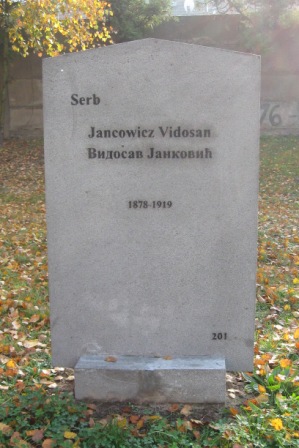 Serb
Jancowicz Vidosan
Видосав Јанковић
1878-1919
201